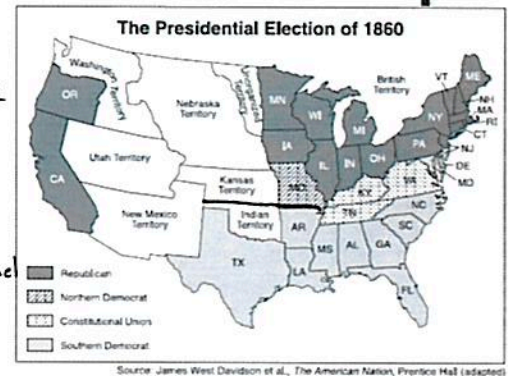 The Presidential Election of 1860
Washington Territory
Unorganized Territory
British Territory
VT
ME
OR
MN
NH
MA
Nebraska Territory
WI
NY
RI
MI
CT
IA
PA
NJ
Utah Territory
IL
IN
OH
DE
Kansas Territory
MO
VA
MD
CA
KY
NC
TN
New Mexico Territory
Indian Territory
AR
SC
MS
AL
GA
TX
LA
FL
Republican
Northern Democrat
Constitutional Union
Southern Democrat
Source: James West Davidson et al., The American Nation, Prentice Hall (adapted)